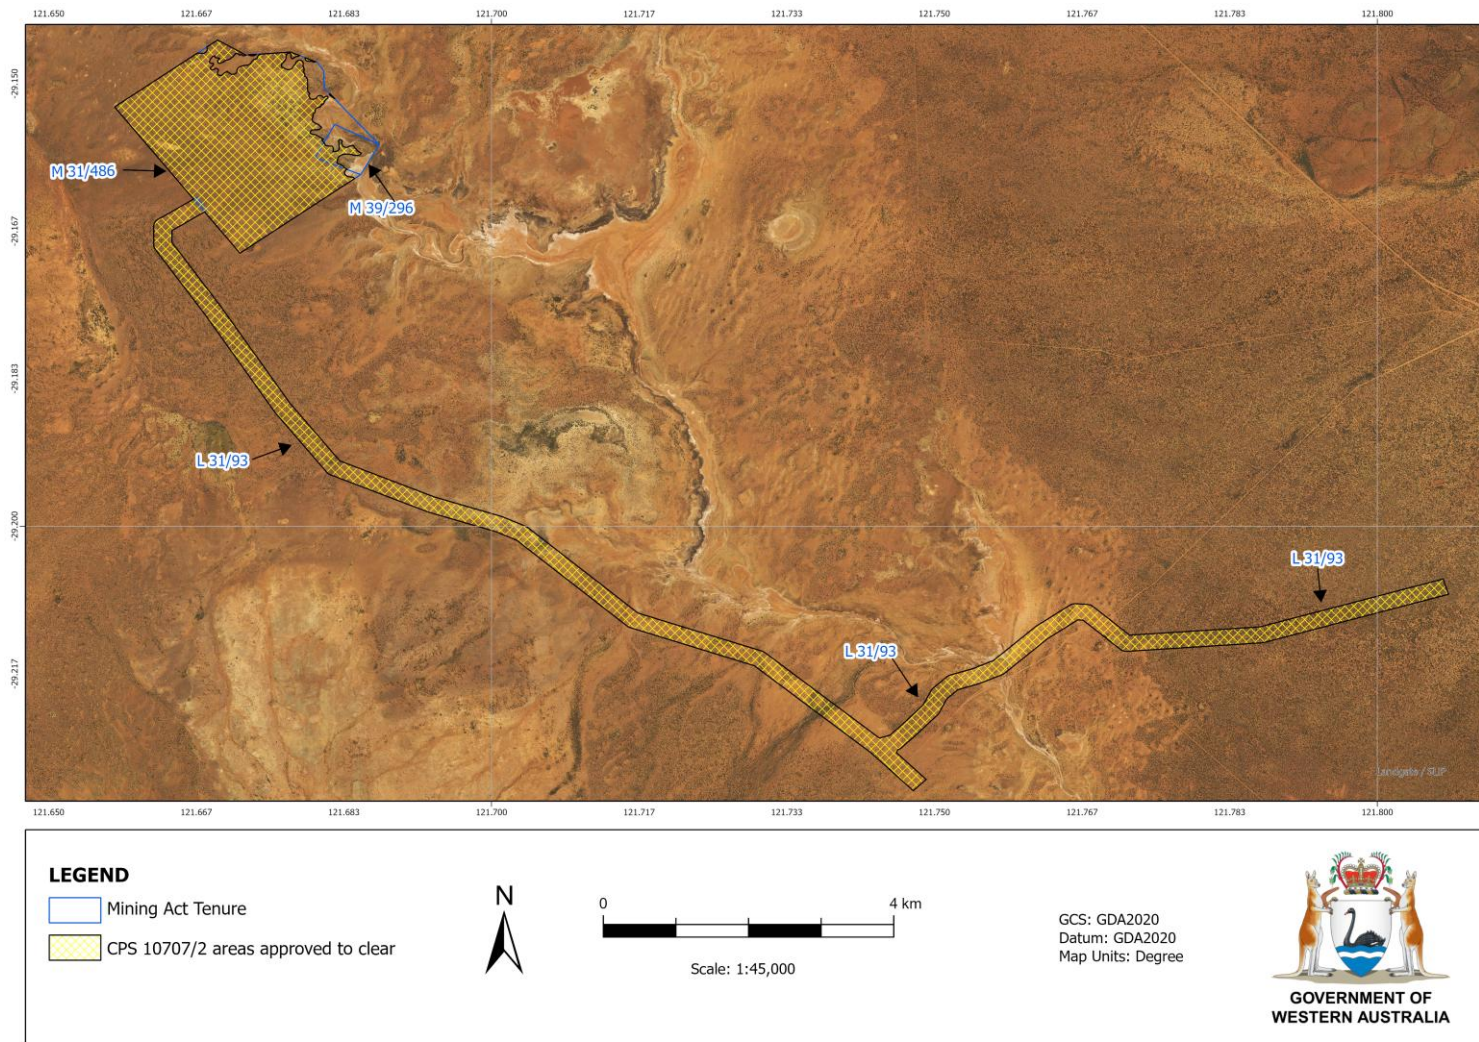 121.650 121.667 121.683 121.700 121.717 121.733 121.750 121.767 121.783 121.800
-29.150
-29.167
-29.183
-29.200
-29.217
M 31/486
M 39/296
L 31/93
L 31/93
L 31/93
Landgate / SLIP
121.650 121.667 121.683 121.700 121.717 121.733 121.750 121.767 121.783 121.800
LEGEND
Mining Act Tenure
CPS 10707/2 areas approved to clear
N
0 4 km
Scale: 1:45,000
GCS: GDA2020
Datum: GDA2020
Map Units: Degree
GOVERNMENT OF
WESTERN AUSTRALIA